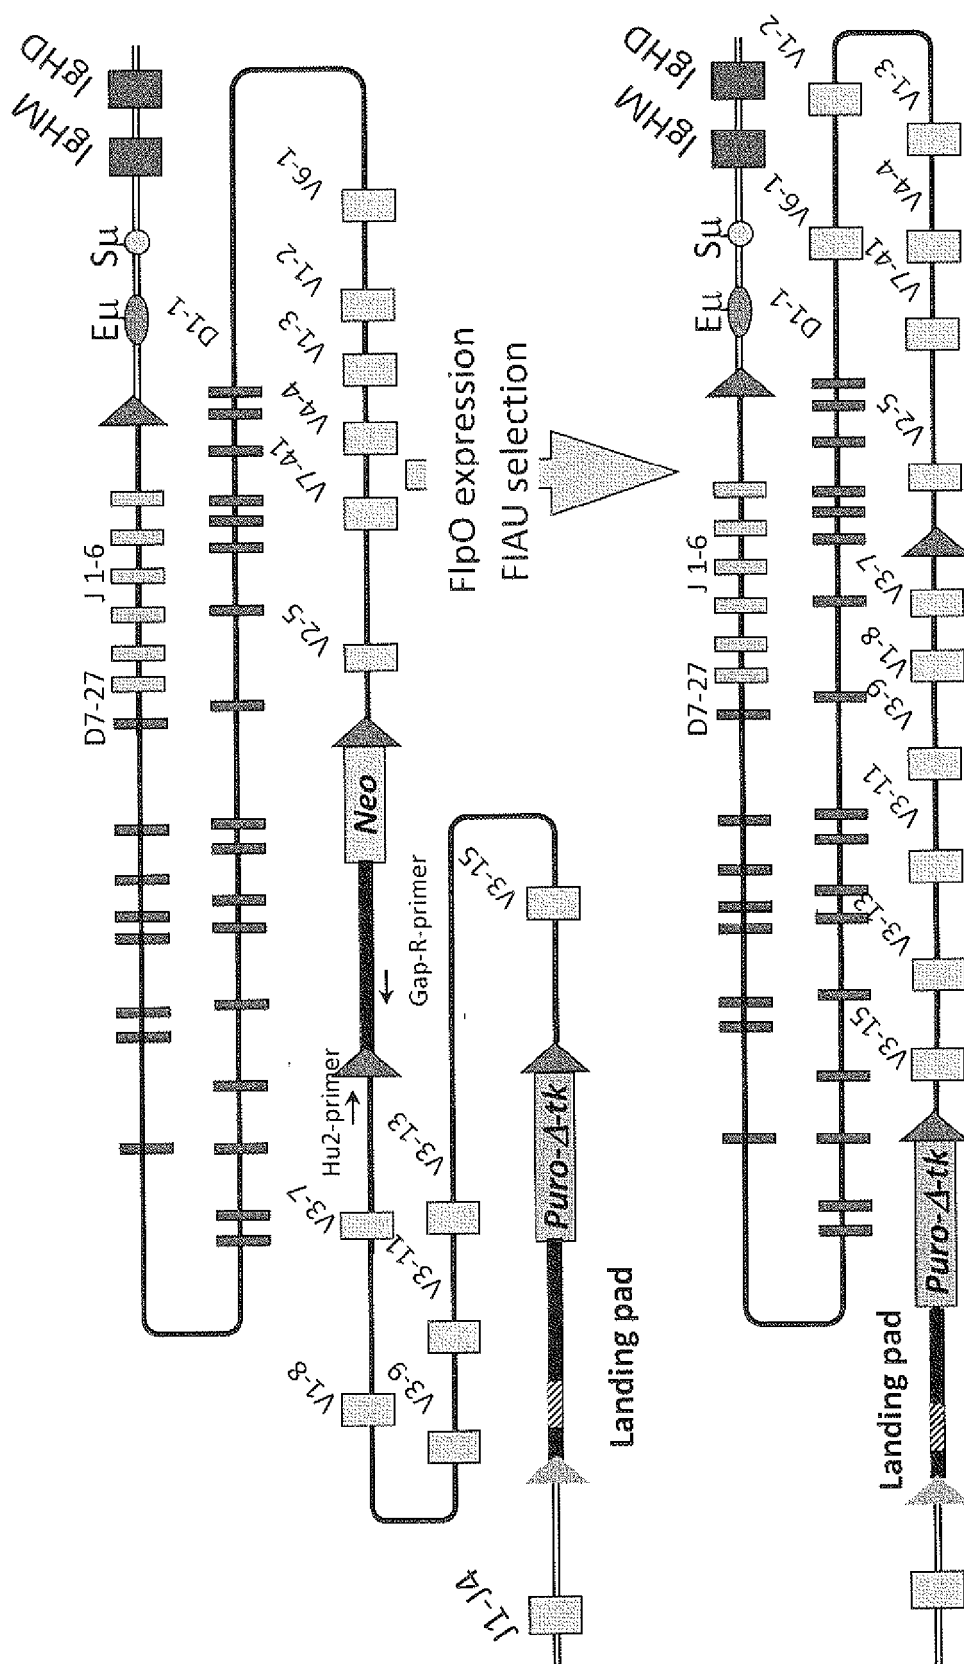 IgHD
IgHM
Sμ
Eμ
J 1-6
D7-27
D1-1
V6-1
V1-2
V1-3
V4-4
V7-41
V2-5
Neo
Hu2-primer
Gap-R-primer
V3-7
V1-8
V3-9
V3-11
V3-13
V3-15
Puro-Δ-tk
Landing pad
J1-J4
FlpO expression
FIAU selection
IgHD
IgHM
Sμ
Eμ
J 1-6
D7-27
D1-1
V6-1
V1-2
V1-3
V4-4
V7-41
V2-5
V3-7
V1-8
V3-9
V3-11
V3-13
V3-15
Puro-Δ-tk
Landing pad